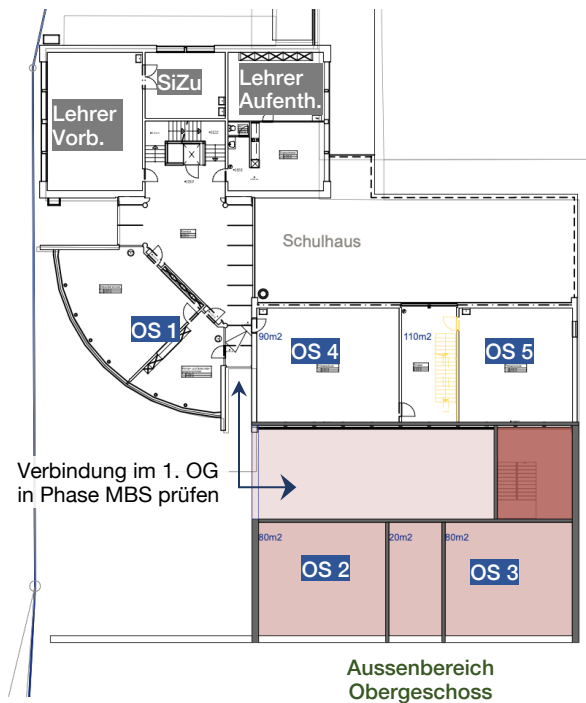 SiZu
Lehrer
Aufenth.
Lehrer
Vorb.
Schulhaus
OS 1
90m2
OS 4
110m2
OS 5
Verbindung im 1. OG
in Phase MBS prüfen
80m2
OS 2
20m2
80m2
OS 3
Aussenbereich
Obergeschoss